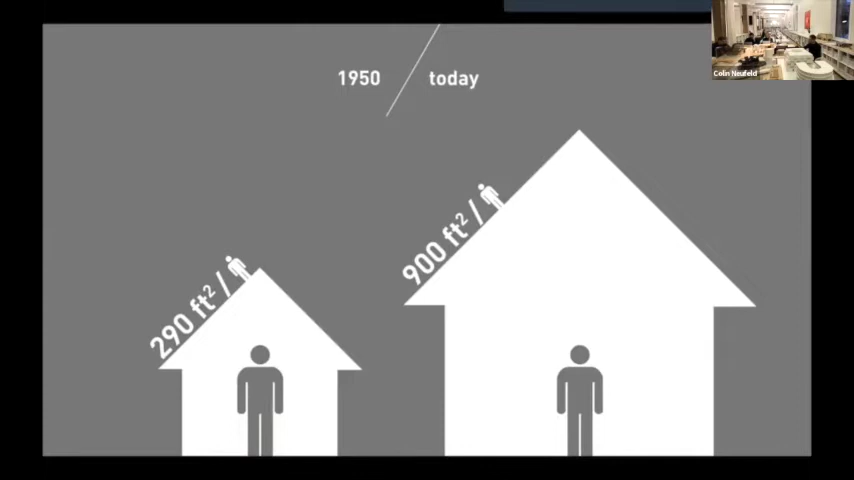 Colin Neufeld
1950 / today
290 ft² /
900 ft² /